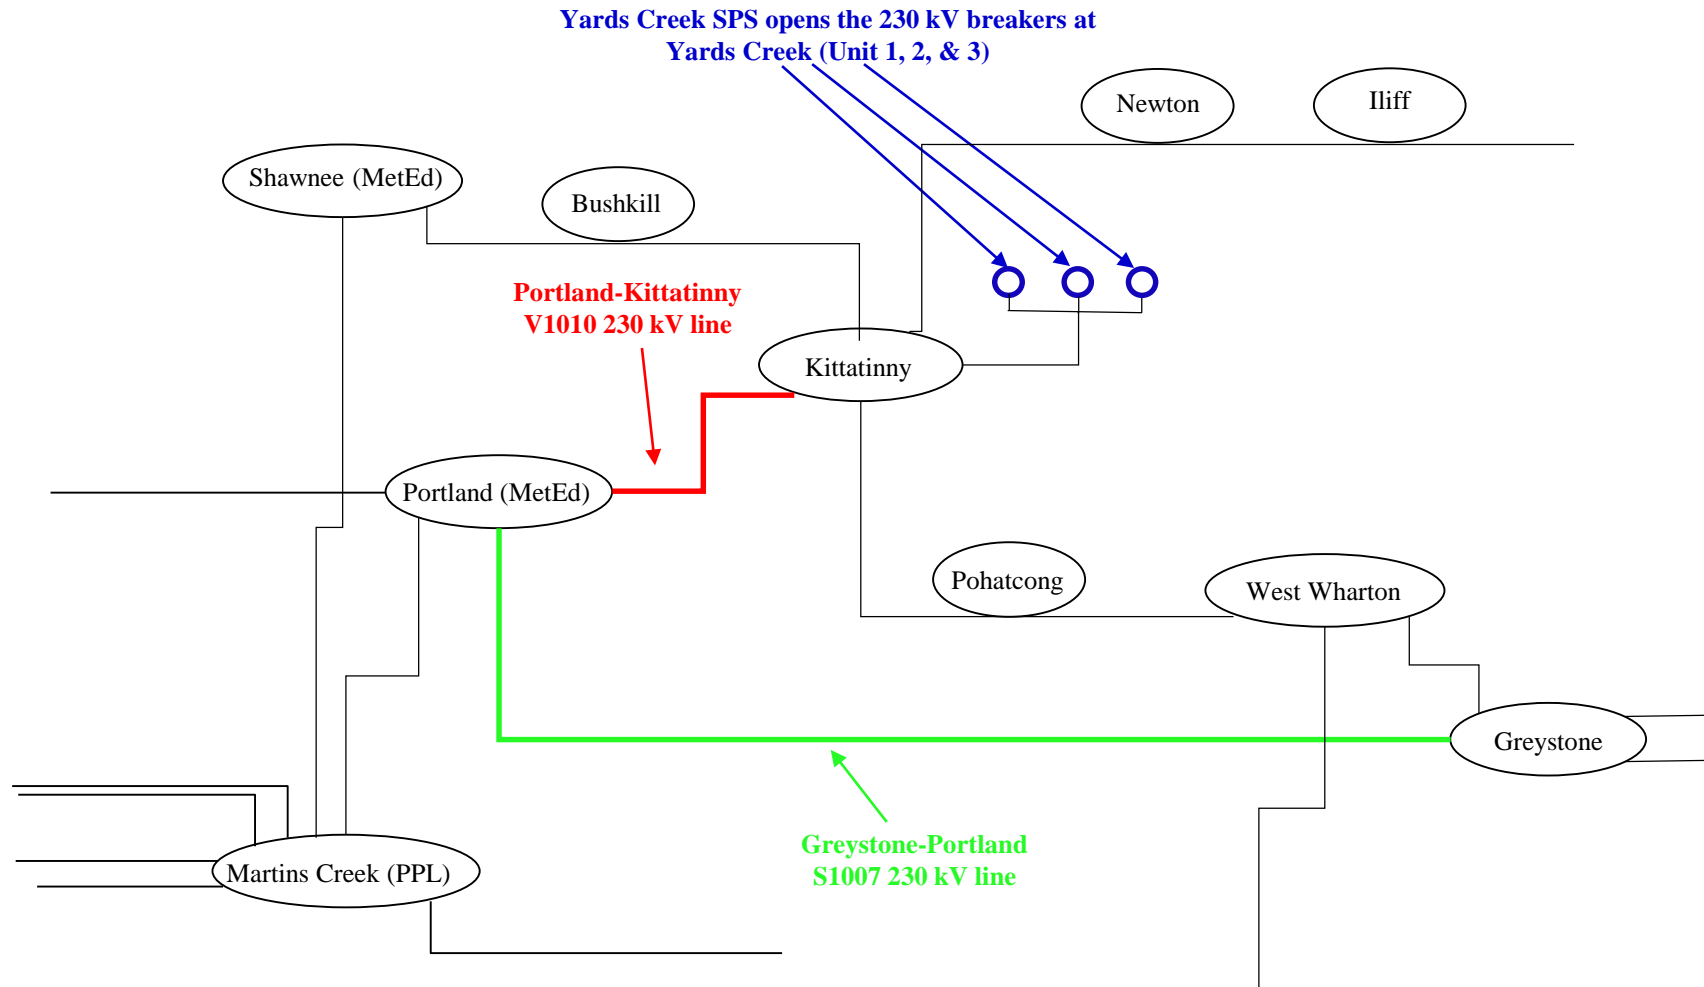 Yards Creek SPS opens the 230 kV breakers at
Yards Creek (Unit 1, 2, & 3)
Newton
Iliff
Shawnee (MetEd)
Bushkill
Portland-Kittatinny
V1010 230 kV line
Kittatinny
Portland (MetEd)
Pohatcong
West Wharton
Greystone
Greystone-Portland
S1007 230 kV line
Martins Creek (PPL)